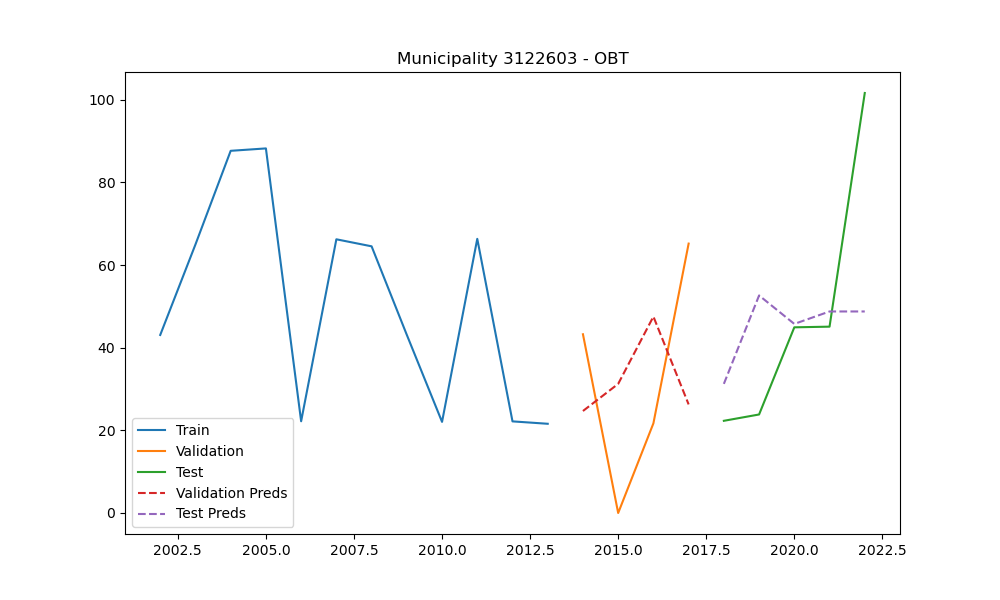 Municipality 3122603 - OBT
100
80
60
40
20
0
Train
Validation
Test
Validation Preds
Test Preds
2002.5 2005.0 2007.5 2010.0 2012.5 2015.0 2017.5 2020.0 2022.5